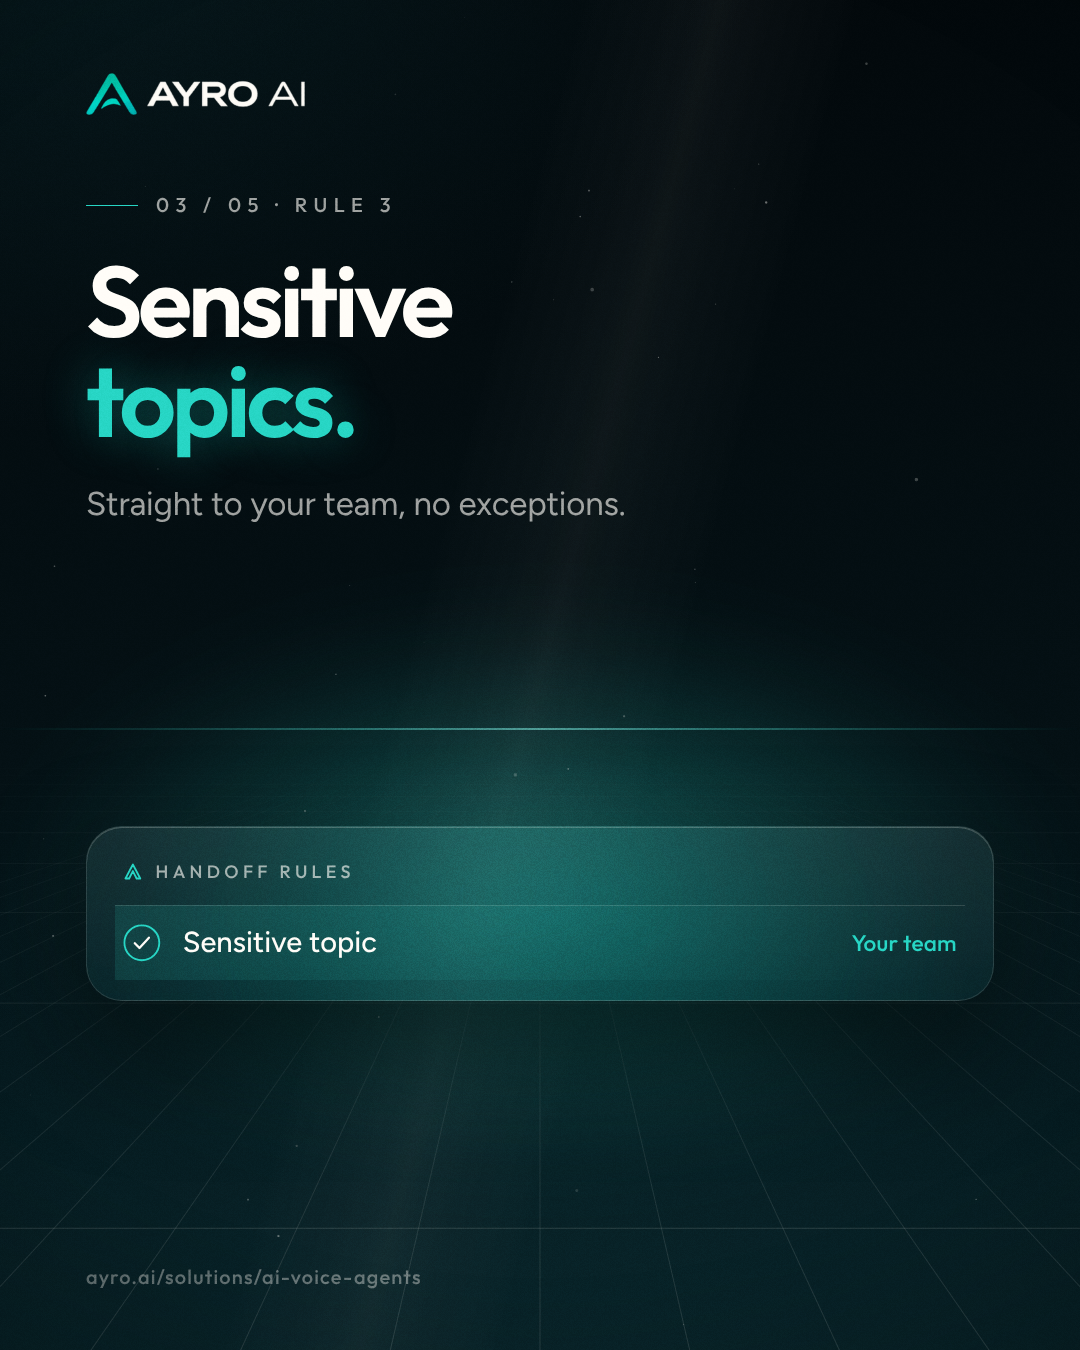 AYRO AI
03 / 05 · RULE 3
Sensitive
topics.
Straight to your team, no exceptions.
HANDOFF RULES
Sensitive topic
Your team
ayro.ai/solutions/ai-voice-agents